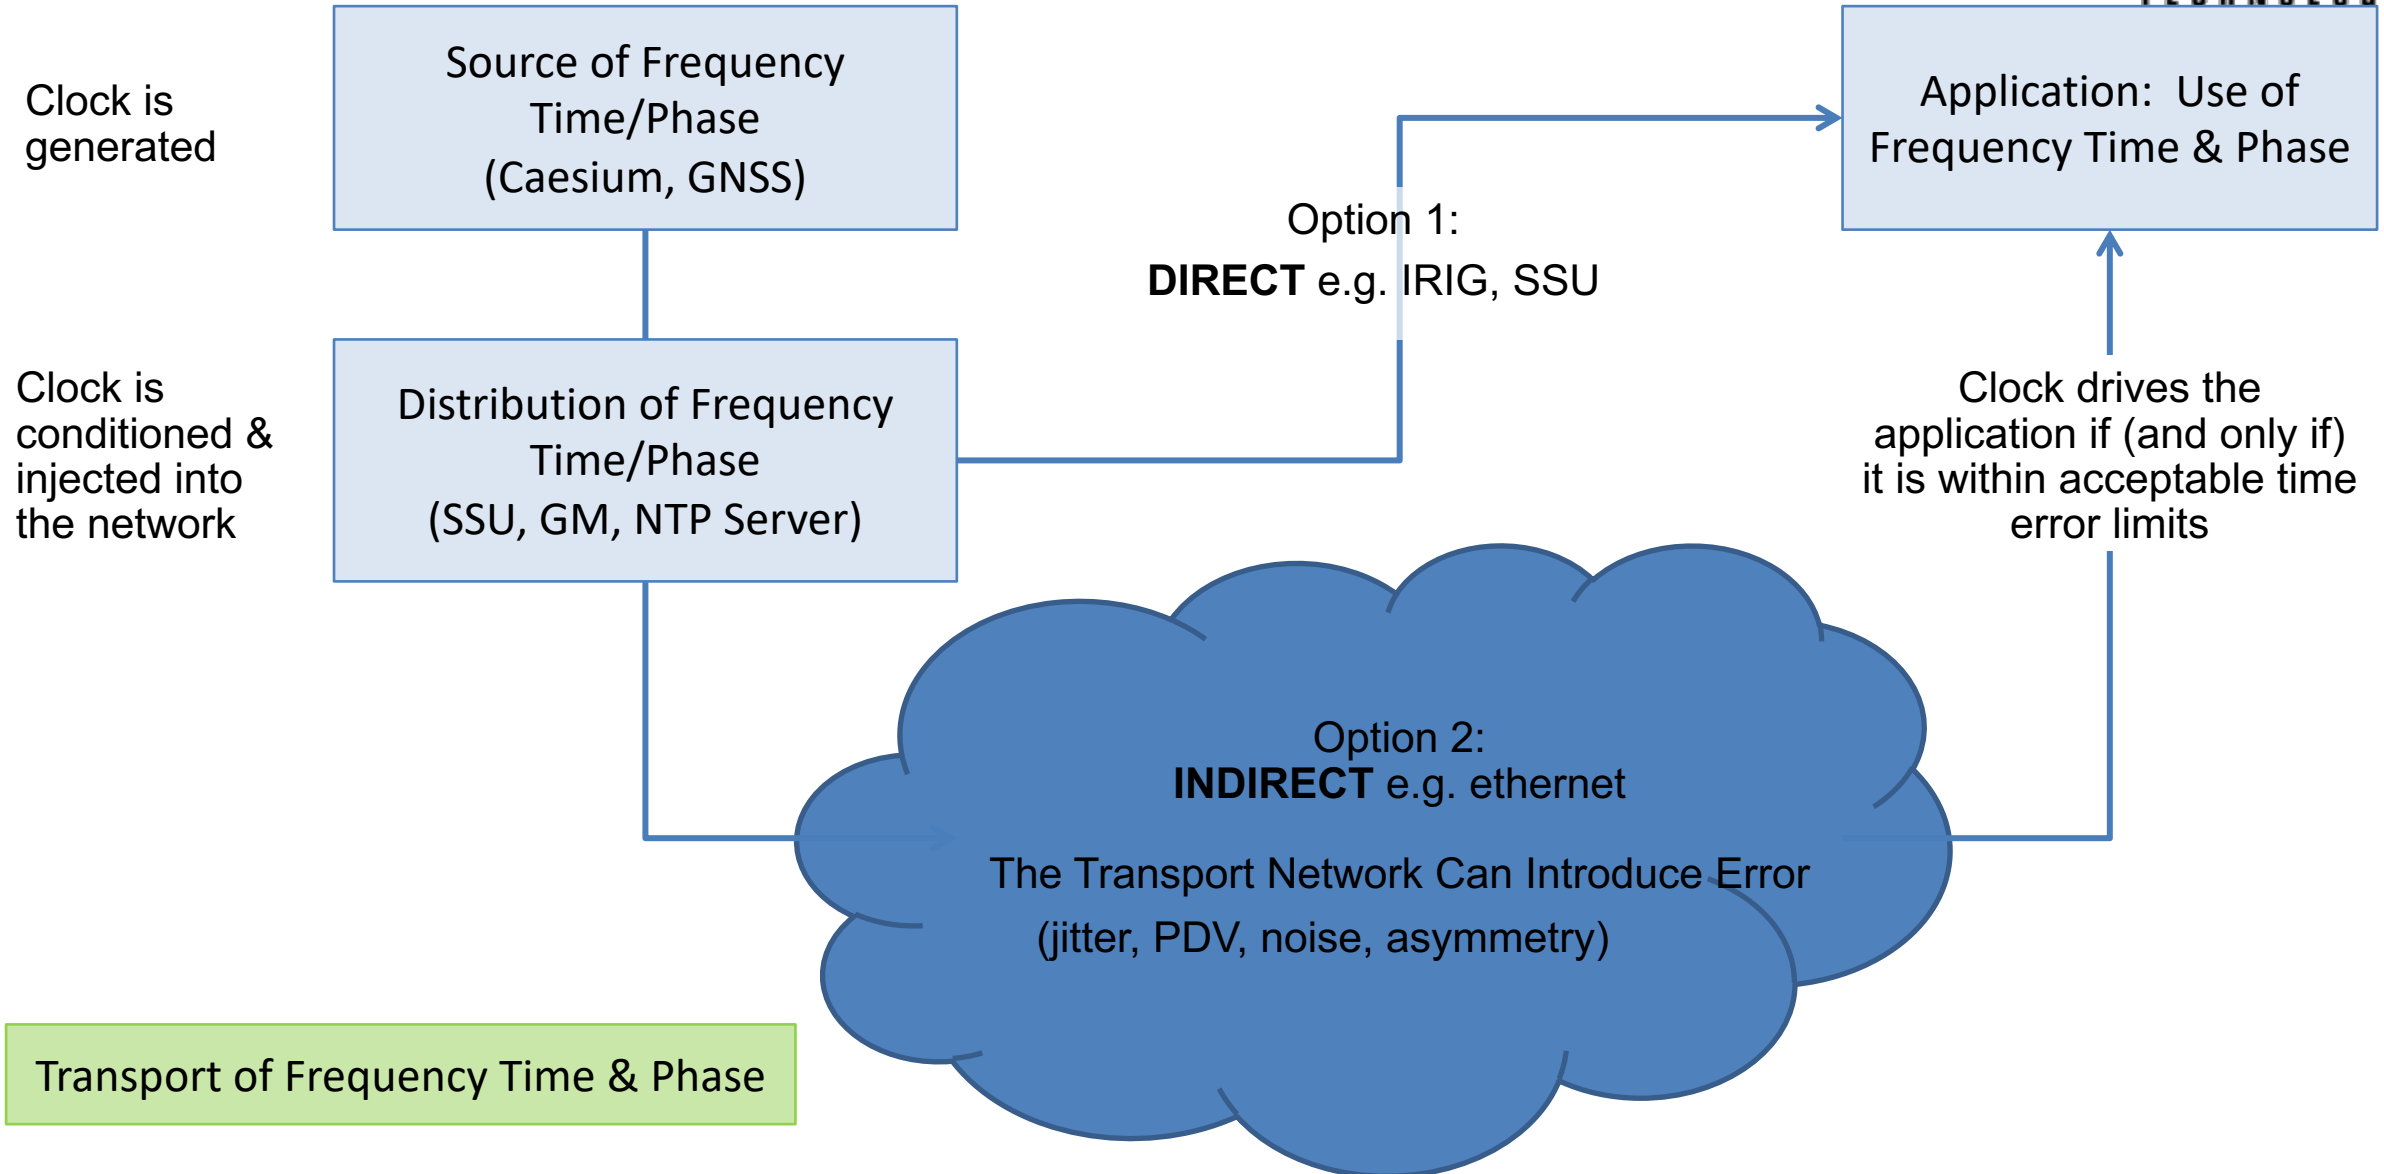 Clock is
generated
Source of Frequency
Time/Phase
(Caesium, GNSS)
Application:  Use of
Frequency Time & Phase
Option 1:
DIRECT e.g. IRIG, SSU
Clock is
conditioned &
injected into
the network
Distribution of Frequency
Time/Phase
(SSU, GM, NTP Server)
Clock drives the
application if (and only if)
it is within acceptable time
error limits
Option 2:
INDIRECT e.g. ethernet
The Transport Network Can Introduce Error
(jitter, PDV, noise, asymmetry)
Transport of Frequency Time & Phase